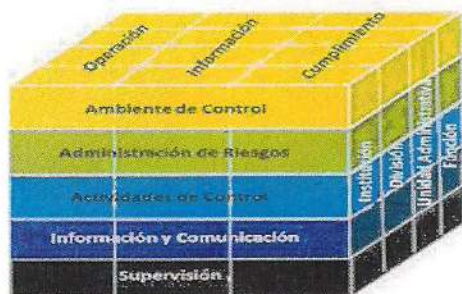 Operación
Información
Cumplimiento
Ambiente de Control
Administración de Riesgos
Actividades de Control
Información y Comunicación
Supervisión
Institución
División
Unidad Administrativa
Función